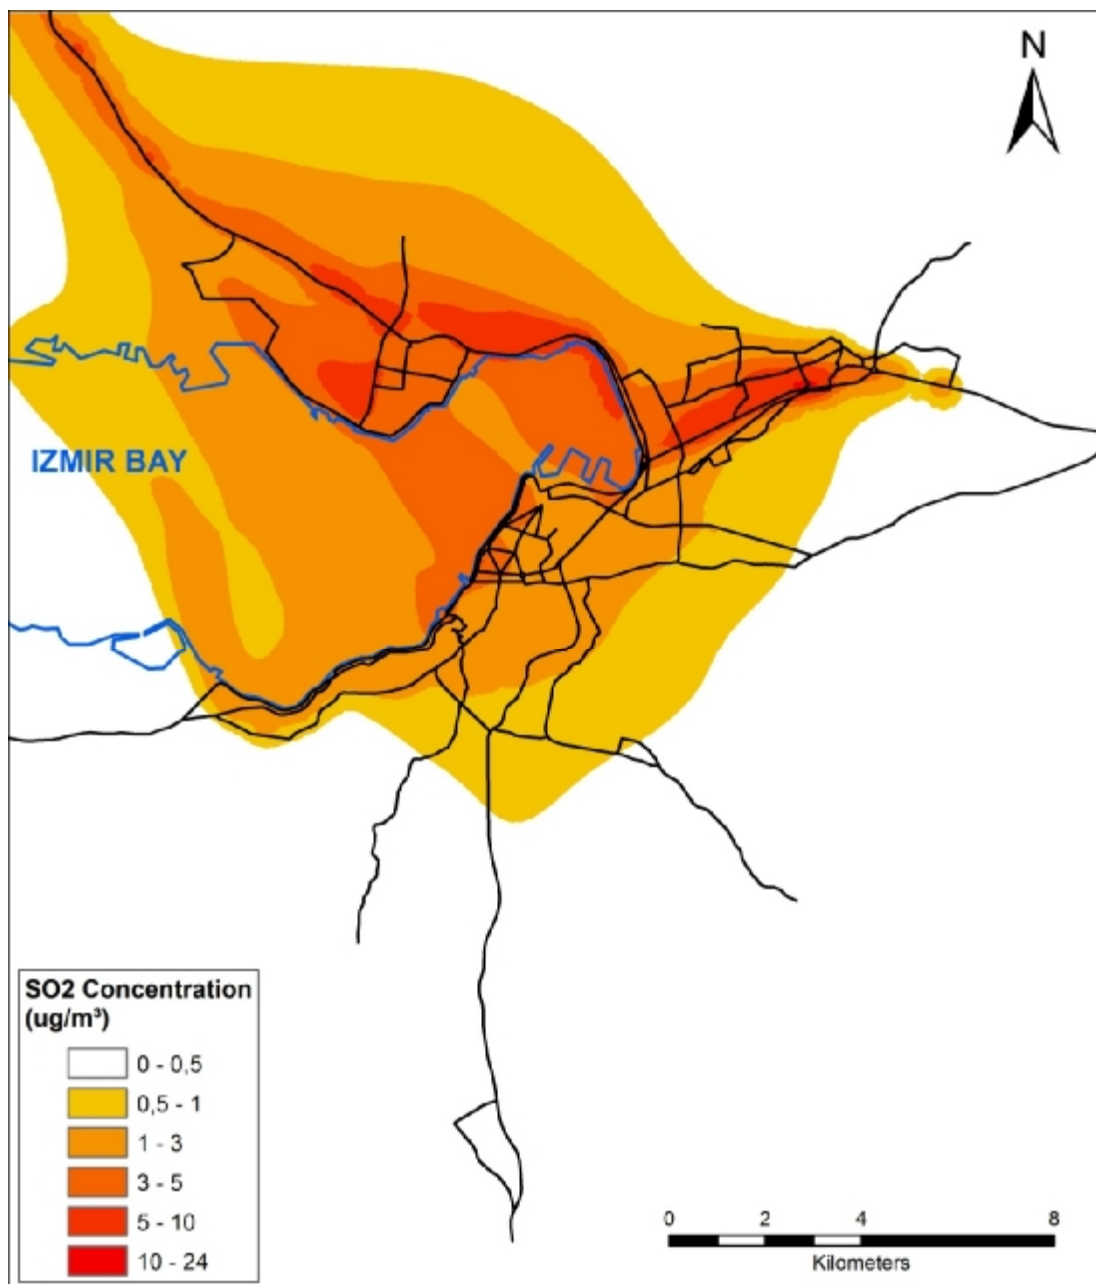 N
IZMIR BAY
SO2 Concentration
(ug/m³)
0 - 0,5
0,5 - 1
1 - 3
3 - 5
5 - 10
10 - 24
0 2 4 8
Kilometers